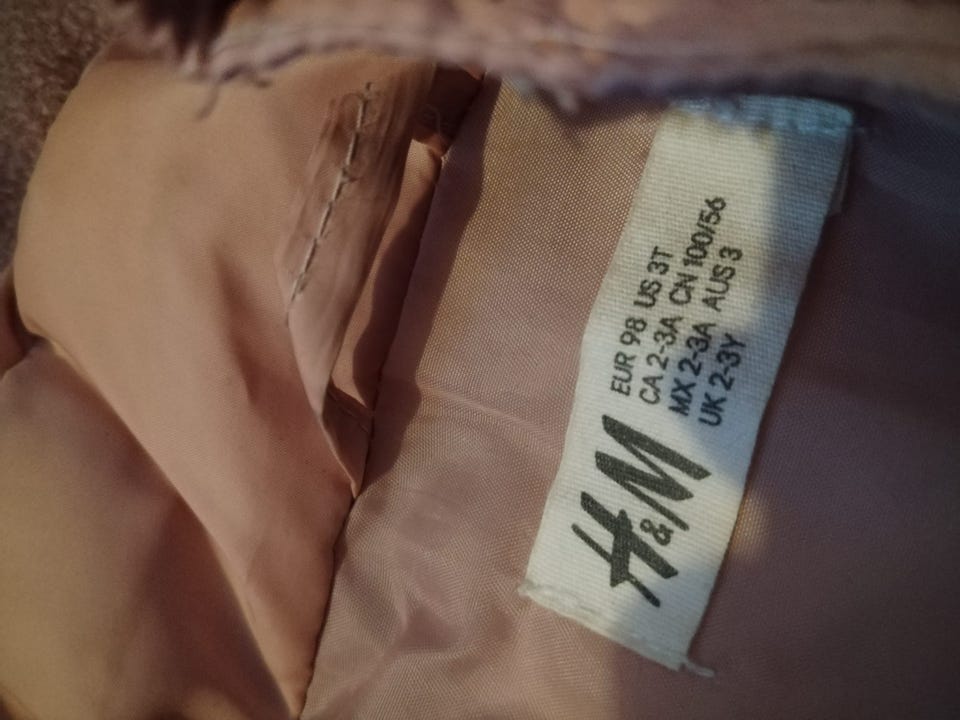 H&M
EUR 98 US 3T
CA 2-3A CN 100/56
MX 2-3A AUS 3
UK 2-3Y